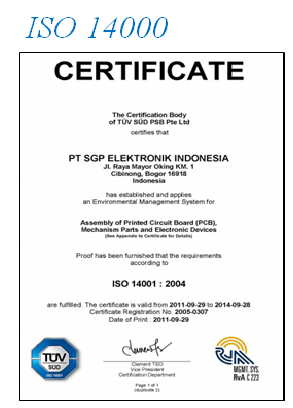 ISO 14000
CERTIFICATE
The Certification Body
of TÜV SÜD PSB Pte Ltd
certifies that
PT SGP ELEKTRONIK INDONESIA
Jl. Raya Mayor Oking KM. 1
Cibinong, Bogor 16918
Indonesia
has established and applies
an Environmental Management System for
Assembly of Printed Circuit Board (PCB),
Mechanism Parts and Electronic Devices
(See Appendix to Certificate for Details)
Proof has been furnished that the requirements
according to
ISO 14001 : 2004
are fulfilled. The certificate is valid from 2011-09-29 to 2014-09-28
Certificate Registration No. 2005-0307
Date of Print : 2011-09-29
TÜV
SÜD
ISO 14001
Clement TEO
Vice President
Certification Department
Page 1 of 1
(duplicate 2)
RvA
MGMT. SYS.
RvA C 223